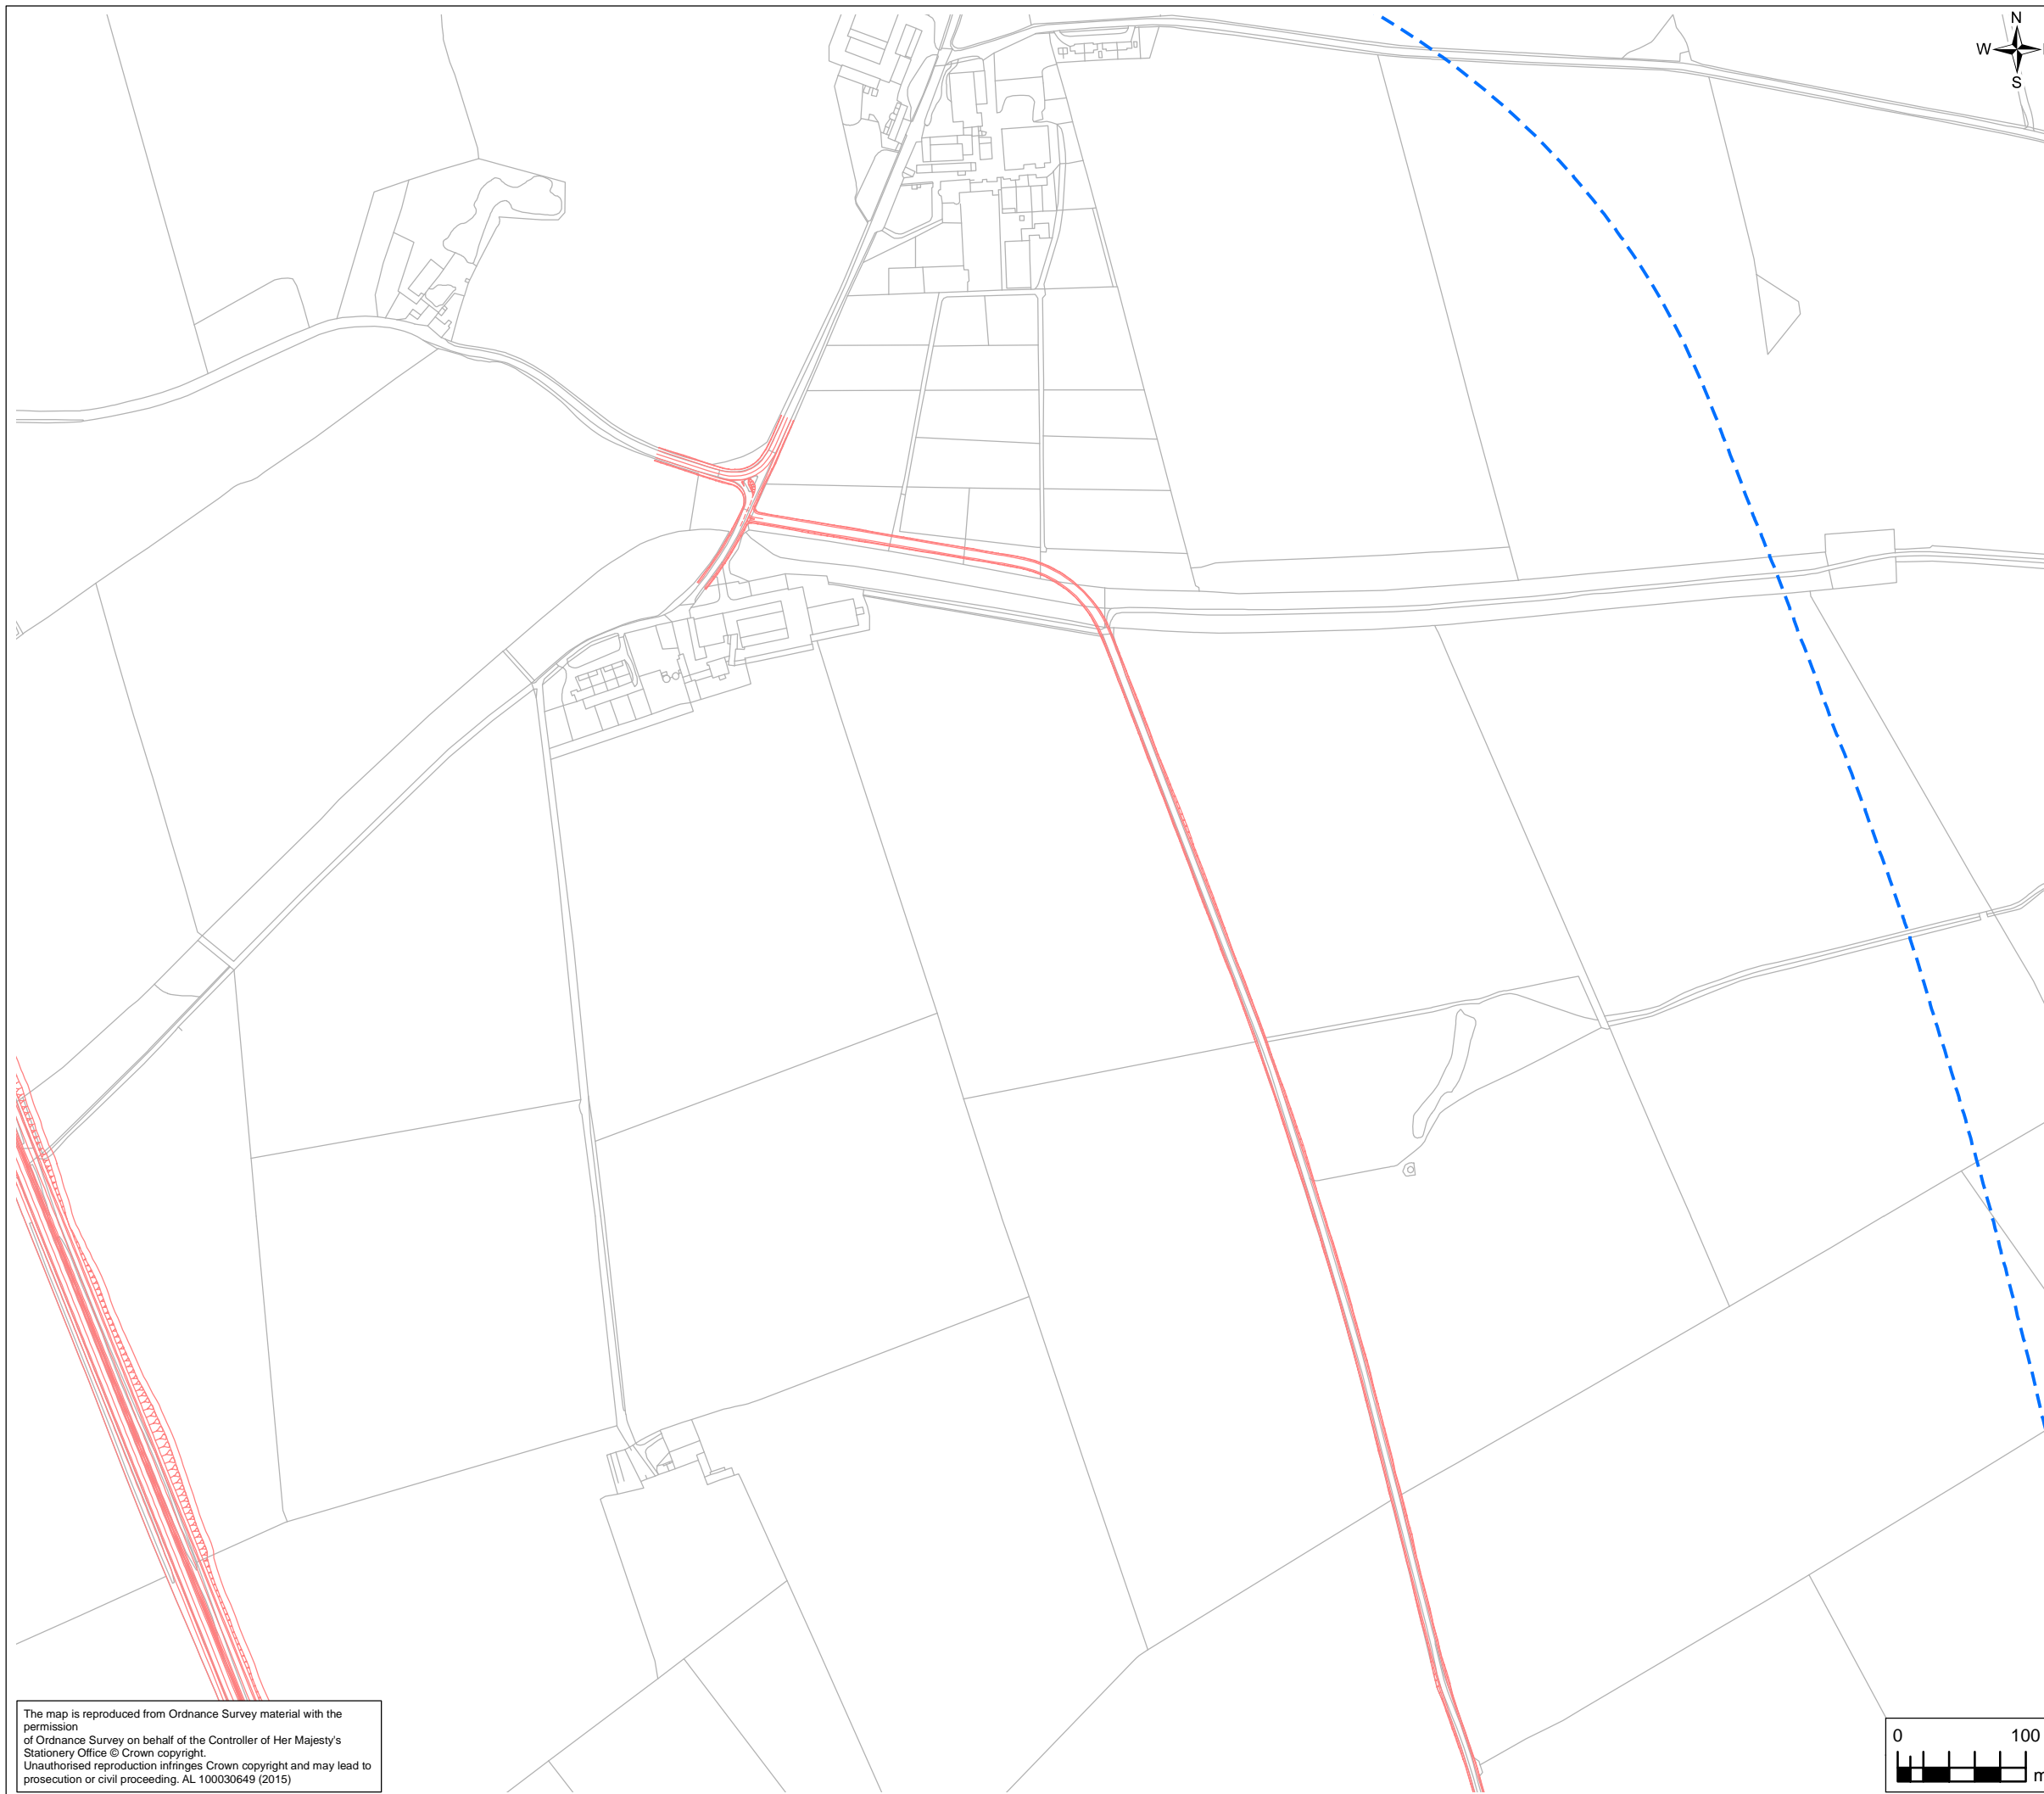 N
W
S
The map is reproduced from Ordnance Survey material with the
permission
of Ordnance Survey on behalf of the Controller of Her Majesty's
Stationery Office © Crown copyright.
Unauthorised reproduction infringes Crown copyright and may lead to
prosecution or civil proceeding. AL 100030649 (2015)
0 100
m